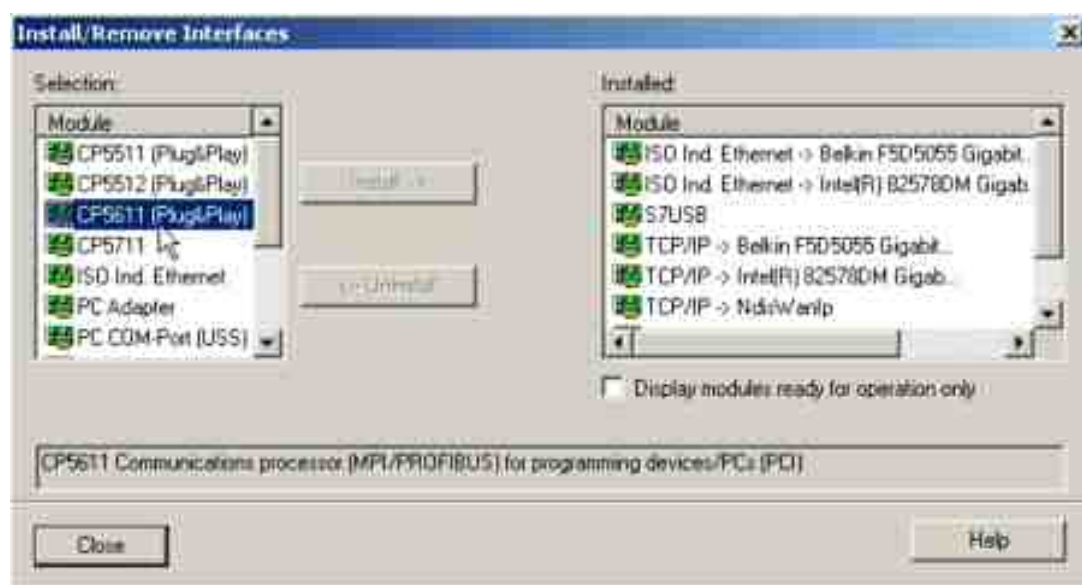 Install/Remove Interfaces
Selection:
Module
CP5511 (Plug&Play)
CP5512 (Plug&Play)
CP5611 (Plug&Play)
CP5711
ISO Ind. Ethernet
PC Adapter
PC COM-Port (USS)
Install ->
<- Uninstall
Installed:
Module
ISO Ind. Ethernet -> Belkin F5D5055 Gigabit..
ISO Ind. Ethernet -> Intel(R) 82578DM Gigab
S7USB
TCP/IP -> Belkin F5D5055 Gigabit...
TCP/IP -> Intel(R) 82578DM Gigab...
TCP/IP -> NdisWanIp
Display modules ready for operation only
CP5611 Communications processor (MPI/PROFIBUS) for programming devices/PCs (PCI)
Close
Help